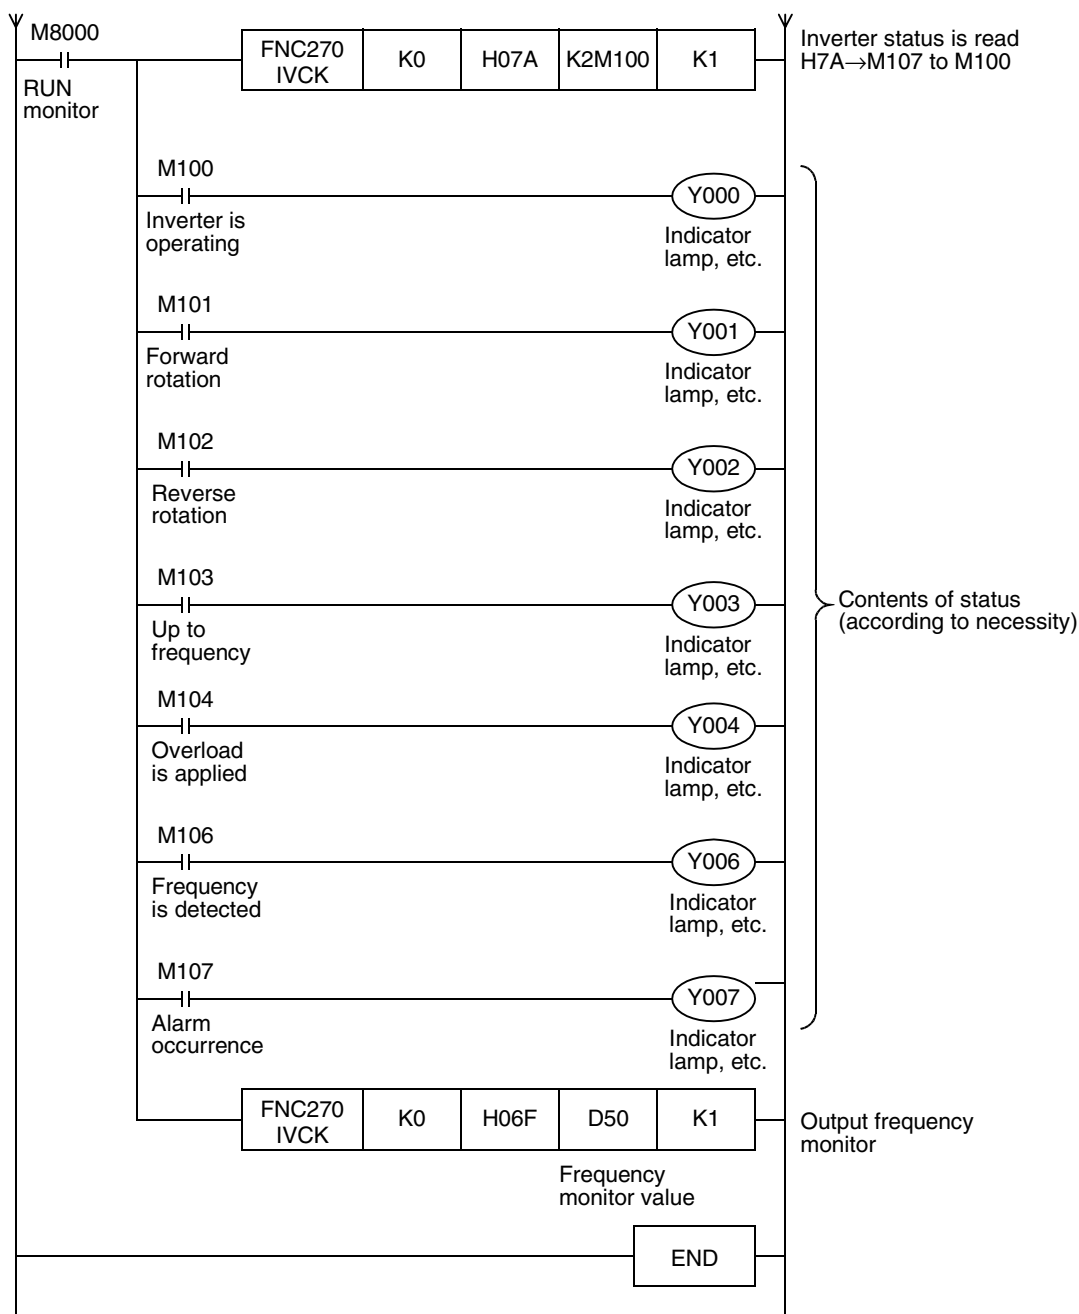 M8000
RUN
monitor
FNC270
IVCK
K0
H07A
K2M100
K1
Inverter status is read
H7A→M107 to M100
M100
Inverter is
operating
Y000
Indicator
lamp, etc.
M101
Forward
rotation
Y001
Indicator
lamp, etc.
M102
Reverse
rotation
Y002
Indicator
lamp, etc.
M103
Up to
frequency
Y003
Indicator
lamp, etc.
Contents of status
(according to necessity)
M104
Overload
is applied
Y004
Indicator
lamp, etc.
M106
Frequency
is detected
Y006
Indicator
lamp, etc.
M107
Alarm
occurrence
Y007
Indicator
lamp, etc.
FNC270
IVCK
K0
H06F
D50
K1
Output frequency
monitor
Frequency
monitor value
END